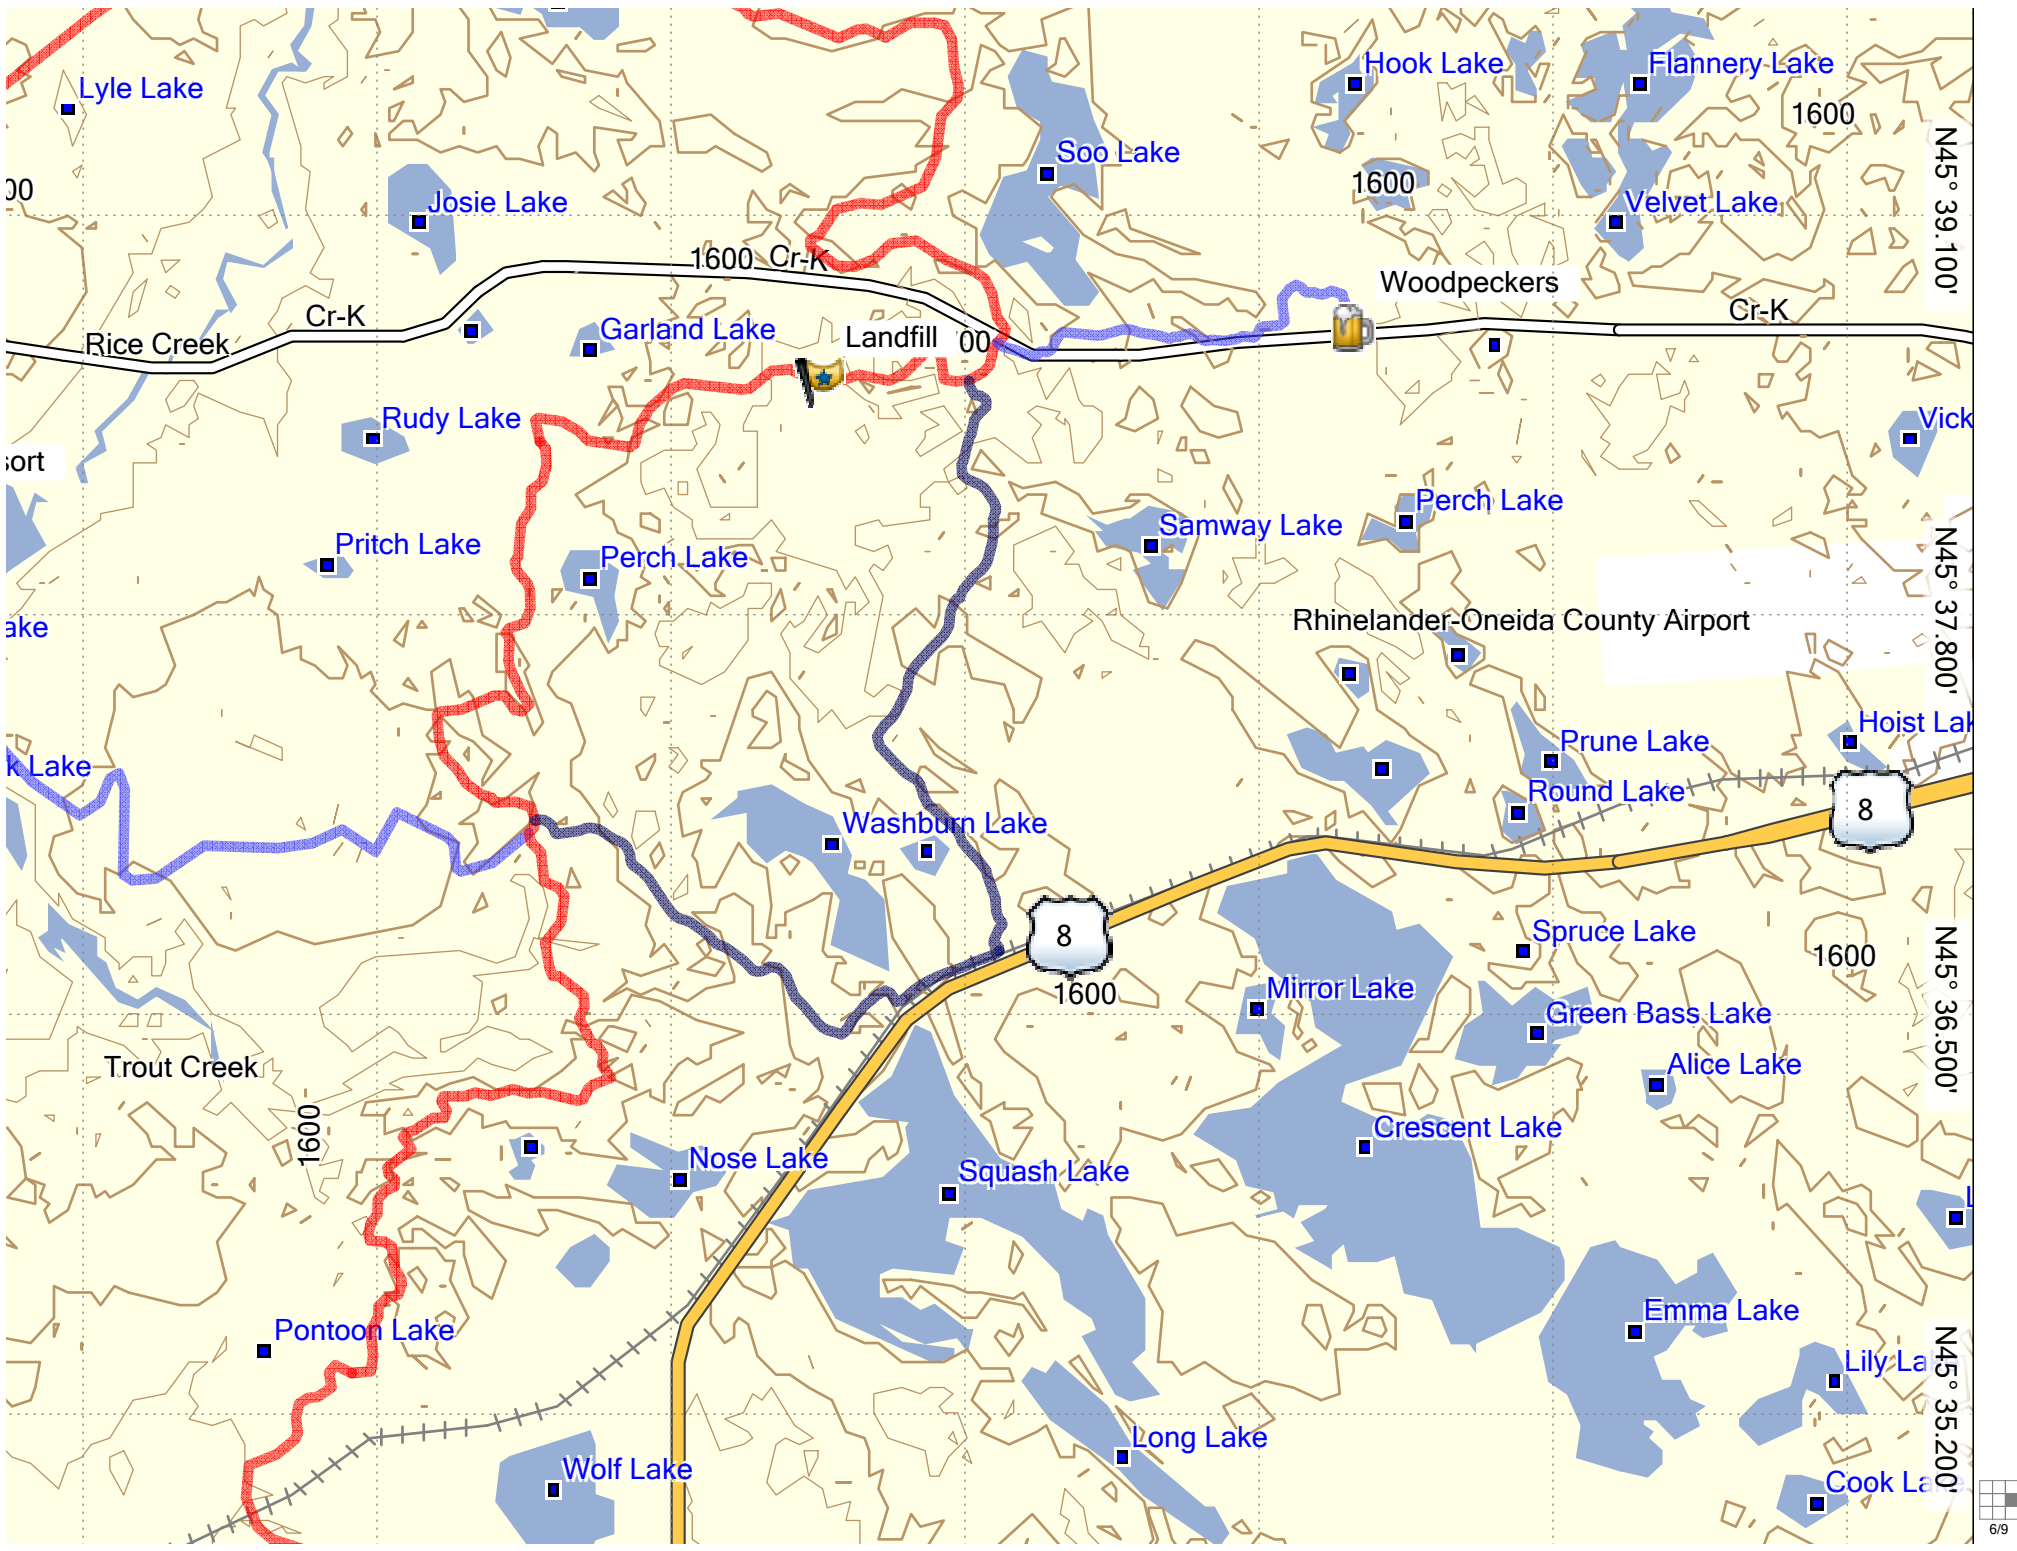 Hook Lake
Flannery Lake
Lyle Lake
1600
Soo Lake
1600
00
Josie Lake
Velvet Lake
N45° 39.100'
1600
Cr-K
Woodpeckers
Cr-K
Cr-K
Rice Creek
Garland Lake
Landfill
00
Rudy Lake
Vick
sort
Perch Lake
Samway Lake
Pritch Lake
Perch Lake
N45° 37.800'
Rhinelander-Oneida County Airport
ake
Hoist Lak
Prune Lake
k Lake
Round Lake
8
Washburn Lake
Spruce Lake
8
1600
1600
Mirror Lake
Green Bass Lake
N45° 36.500'
Trout Creek
Alice Lake
1600
Crescent Lake
Nose Lake
Squash Lake
L
Emma Lake
Pontoon Lake
Lily La
N45° 35.200'
Long Lake
Wolf Lake
Cook La
6/9